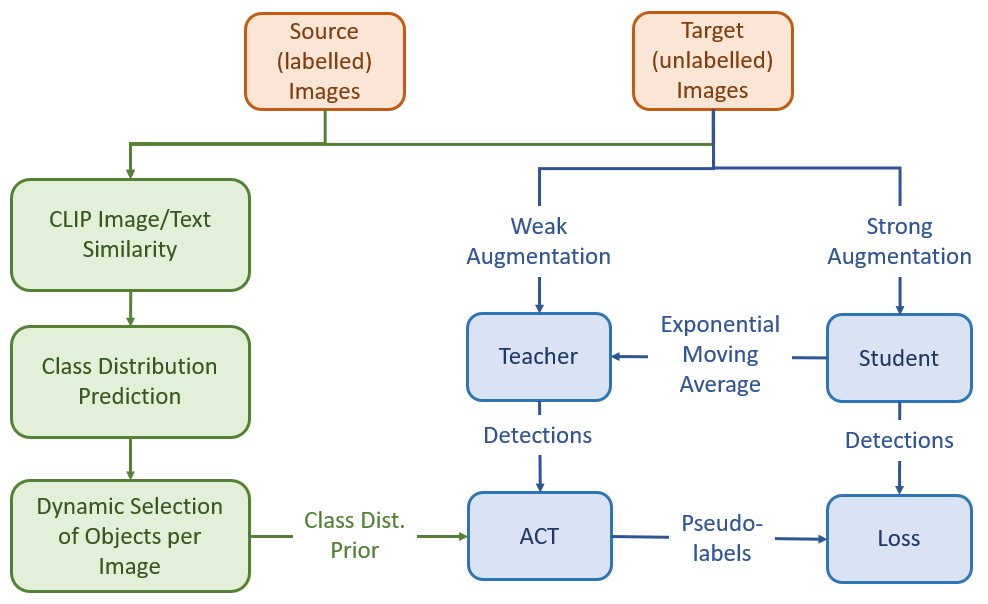 Source
(labelled)
Images
Target
(unlabelled)
Images
CLIP Image/Text
Similarity
Weak
Augmentation
Strong
Augmentation
Class Distribution
Prediction
Teacher
Exponential
Moving
Average
Student
Detections
Detections
Dynamic Selection
of Objects per
Image
Class Dist.
Prior
ACT
Pseudo-
labels
Loss